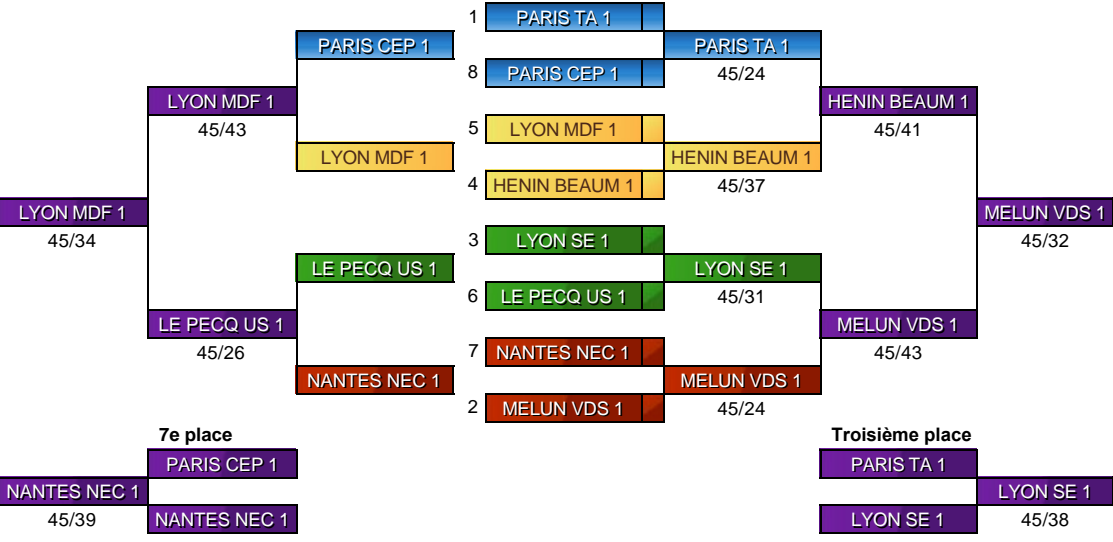 1 PARIS TA 1
PARIS CEP 1 PARIS TA 1
8 PARIS CEP 1 45/24
LYON MDF 1 HENIN BEAUM 1
45/43 5 LYON MDF 1 45/41
LYON MDF 1 HENIN BEAUM 1
4 HENIN BEAUM 1 45/37
LYON MDF 1 MELUN VDS 1
45/34 3 LYON SE 1 45/32
LE PECQ US 1 LYON SE 1
6 LE PECQ US 1 45/31
LE PECQ US 1 MELUN VDS 1
45/26 7 NANTES NEC 1 45/43
NANTES NEC 1 MELUN VDS 1
2 MELUN VDS 1 45/24
7e place Troisième place
PARIS CEP 1 PARIS TA 1
NANTES NEC 1 LYON SE 1
45/39 NANTES NEC 1 LYON SE 1 45/38